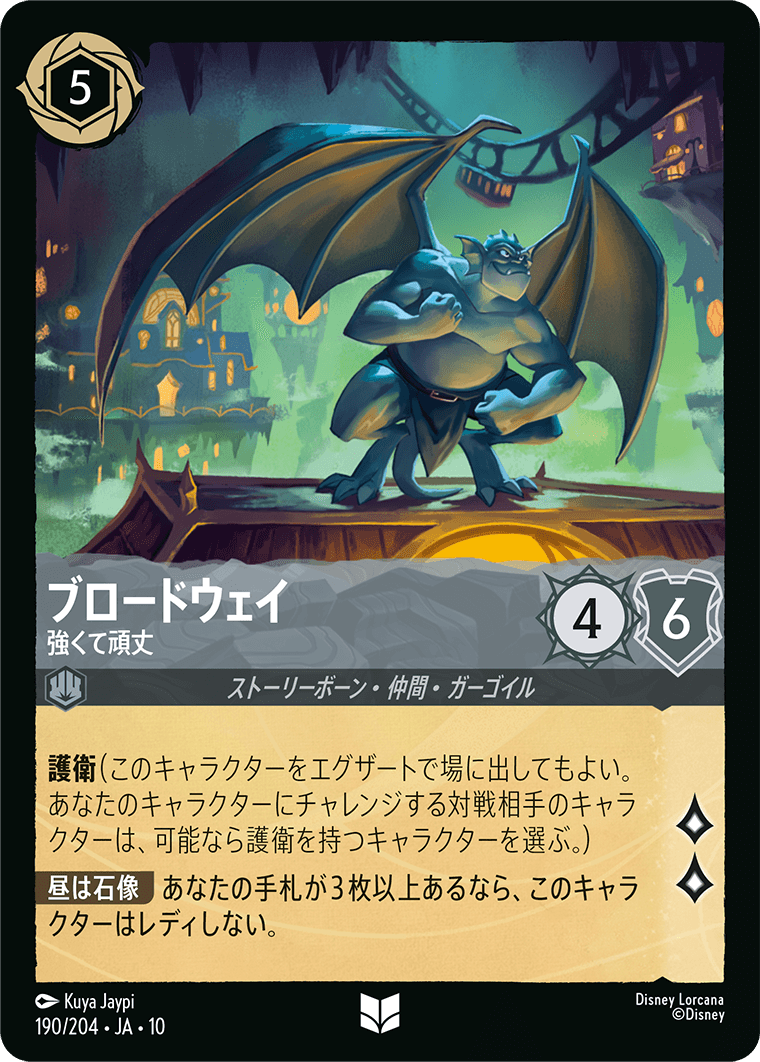 5
ブロードウェイ
強くて頑丈
4
6
ストーリーボーン・仲間・ガーゴイル
護衛(このキャラクターをエグザートで場に出してもよい。
あなたのキャラクターにチャレンジする対戦相手のキャラ
クターは、可能なら護衛を持つキャラクターを選ぶ。)
昼は石像 あなたの手札が3枚以上あるなら、このキャラ
クターはレディしない。
Kuya Jaypi
190/204・JA・10
Disney Lorcana
©Disney